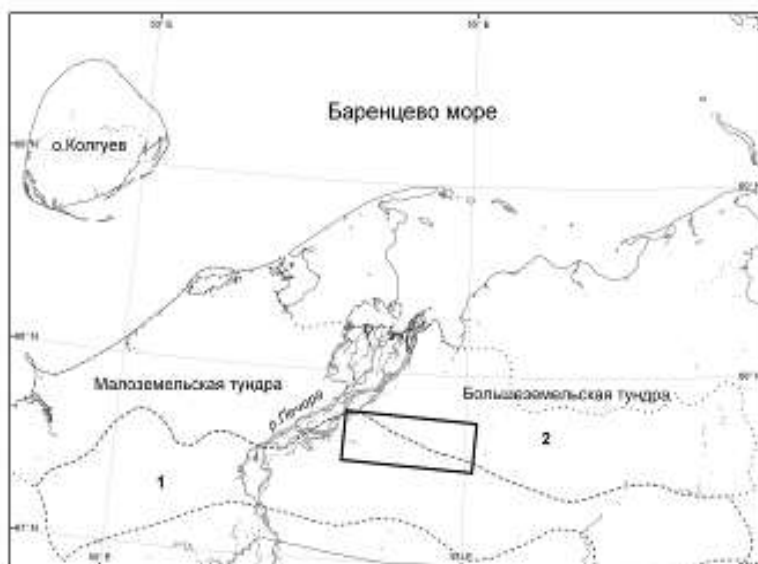 Баренцево море
о.Колгуев
Малоземельская тундра
р.Печора
Большеземельская тундра
2
1